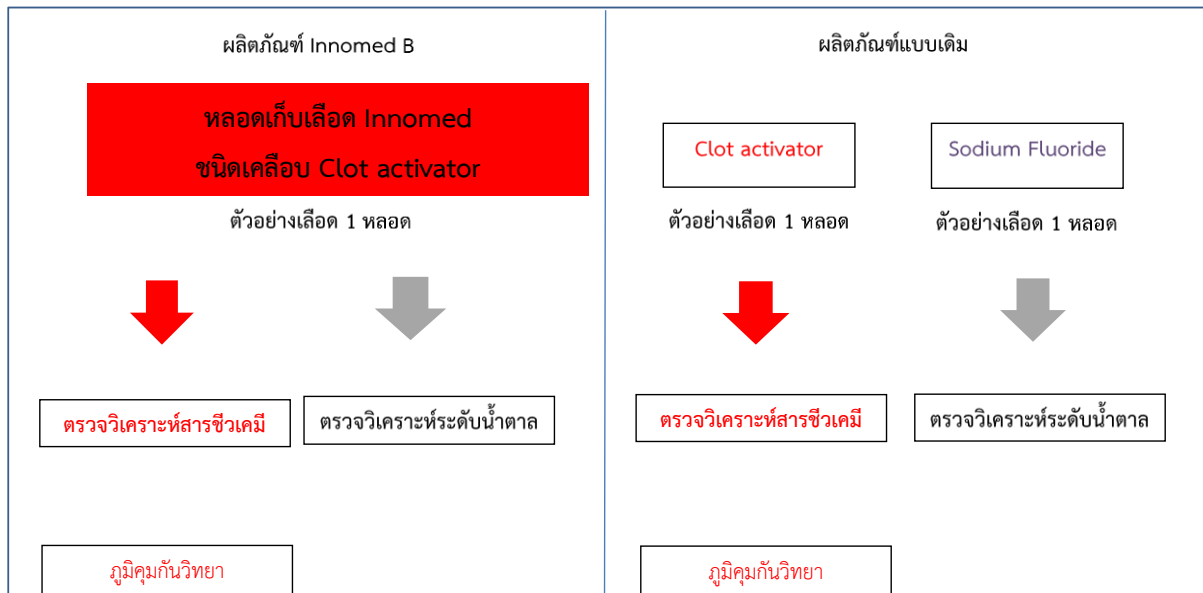 ผลิตภัณฑ์ Innomed B
หลอดเก็บเลือด Innomed
ชนิดเคลือบ Clot activator
ตัวอย่างเลือด 1 หลอด
ตรวจวิเคราะห์สารชีวเคมี
ตรวจวิเคราะห์ระดับน้ำตาล
ภูมิคุมกันวิทยา
ผลิตภัณฑ์แบบเดิม
Clot activator
Sodium Fluoride
ตัวอย่างเลือด 1 หลอด
ตัวอย่างเลือด 1 หลอด
ตรวจวิเคราะห์สารชีวเคมี
ตรวจวิเคราะห์ระดับน้ำตาล
ภูมิคุมกันวิทยา